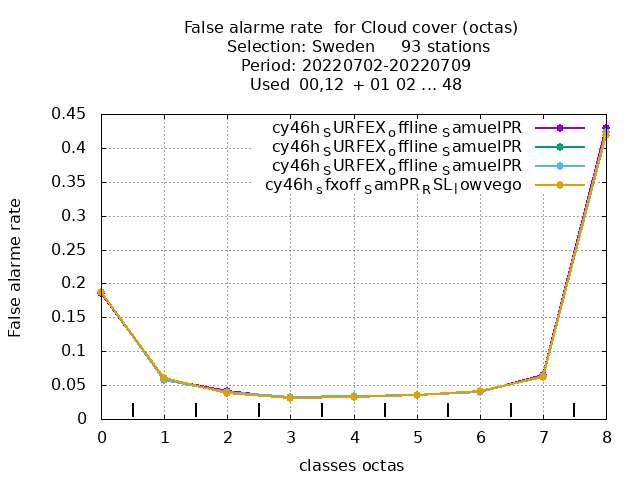 False alarme rate  for Cloud cover (octas)
Selection: Sweden     93 stations
Period: 20220702-20220709
Used  00,12  + 01 02 ... 48
0.45
0.4
0.35
0.3
0.25
0.2
0.15
0.1
0.05
0
False alarme rate
cy46h_SURFEX_offline_SamuelPR
cy46h_SURFEX_offline_SamuelPR
cy46h_SURFEX_offline_SamuelPR
cy46h_sfxoff_SamPR_RSL_lowvego
0 1 2 3 4 5 6 7 8
classes octas